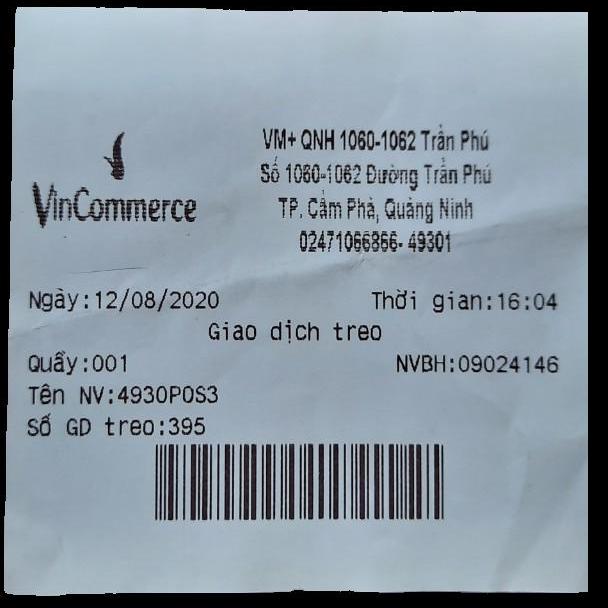 VinCommerce
VM+ QNH 1060-1062 Trần Phú
Số 1060-1062 Đường Trần Phú
TP. Cẩm Phả, Quảng Ninh
02471066866- 49301
Ngày:12/08/2020 Thời gian:16:04
Giao dịch treo
Quầy:001 NVBH:09024146
Tên NV:4930POS3
Số GD treo:395